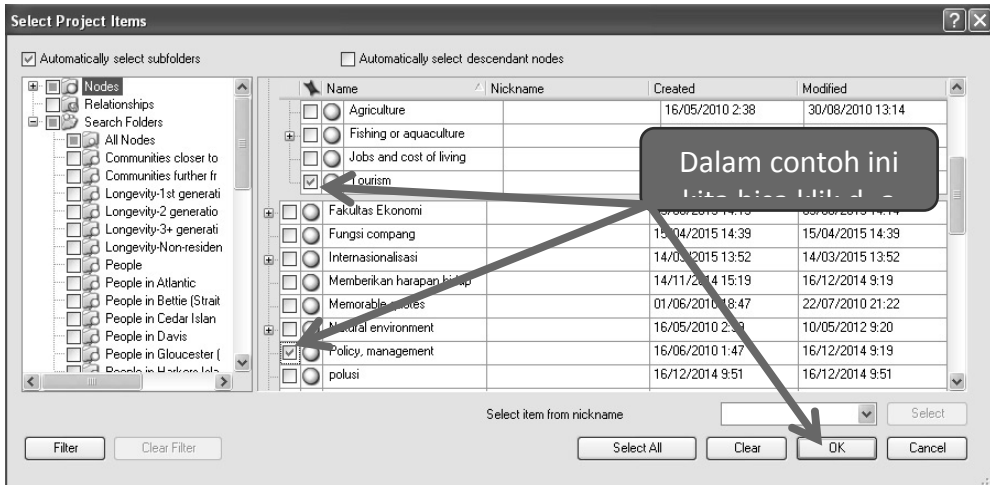 Select Project Items
Automatically select subfolders
Automatically select descendant nodes
Nodes
Relationships
Search Folders
All Nodes
Communities closer to
Communities further fr
Longevity-1st generati
Longevity-2 generatio
Longevity-3+ generati
Longevity-Non-residen
People
People in Atlantic
People in Bettie (Strait
People in Cedar Islan
People in Davis
People in Gloucester (
People in Harkers Isla
Name Nickname Created Modified
Agriculture 16/05/2010 2:38 30/08/2010 13:14
Fishing or aquaculture
Jobs and cost of living
Tourism
Dalam contoh ini
kita bisa klik
Fakultas Ekonomi
Fungsi compang 15/04/2015 14:39 15/04/2015 14:39
Internasionalisasi 14/03/2015 13:52 14/03/2015 13:52
Memberikan harapan hidup 14/11/2014 15:19 16/12/2014 9:19
Memorable quotes 01/06/2010 18:47 22/07/2010 21:22
Natural environment 16/05/2010 2:39 10/05/2012 9:20
Policy, management 16/06/2010 1:47 16/12/2014 9:19
polusi 16/12/2014 9:51 16/12/2014 9:51
Select item from nickname
Select
Filter
Clear Filter
Select All
Clear
OK
Cancel